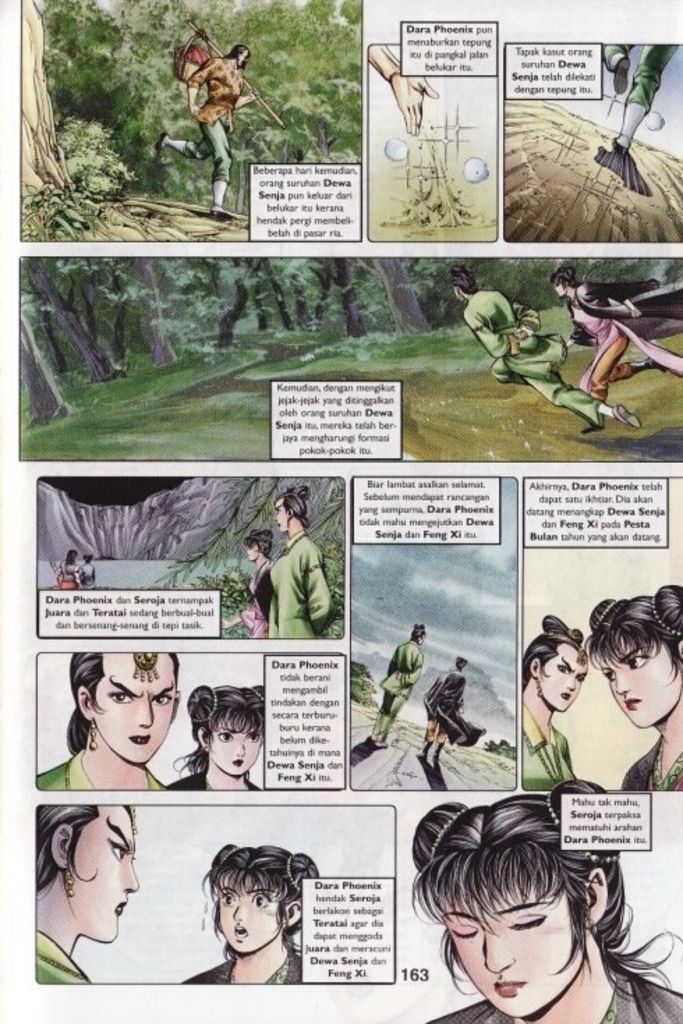 Beberapa hari kemudian,
orang suruhan Dewa
Senja pun keluar dari
belukar itu kerana
hendak pergi membeli-
belah di pasar ria.
Dara Phoenix pun
menaburkan tepung
itu di pangkal jalan
belukar itu.
Tapak kasut orang
suruhan Dewa
Senja telah dilekati
dengan tepung itu.
Kemudian, dengan mengikut
jejak-jejak yang ditinggalkan
oleh orang suruhan Dewa
Senja itu, mereka telah ber-
jaya mengharungi formasi
pokok-pokok itu.
Dara Phoenix dan Seroja ternampak
Juara dan Teratai sedang berbual-bual
dan bersenang-senang di tepi tasik.
Biar lambat asalkan selamat.
Sebelum mendapat rancangan
yang sempurna, Dara Phoenix
tidak mahu mengejutkan Dewa
Senja dan Feng Xi itu.
Akhirnya, Dara Phoenix telah
dapat satu ikhtiar. Dia akan
datang menangkap Dewa Senja
dan Feng Xi pada Pesta
Bulan tahun yang akan datang.
Dara Phoenix
tidak berani
mengambil
tindakan dengan
secara terburu-
buru kerana
belum dike-
tahuinya di mana
Dewa Senja dan
Feng Xi itu.
Dara Phoenix
hendak Seroja
berlakon sebagai
Teratai agar dia
dapat menggoda
Juara dan meracuni
Dewa Senja dan
Feng Xi.
Mahu tak mahu,
Seroja terpaksa
mematuhi arahan
Dara Phoenix itu.
163